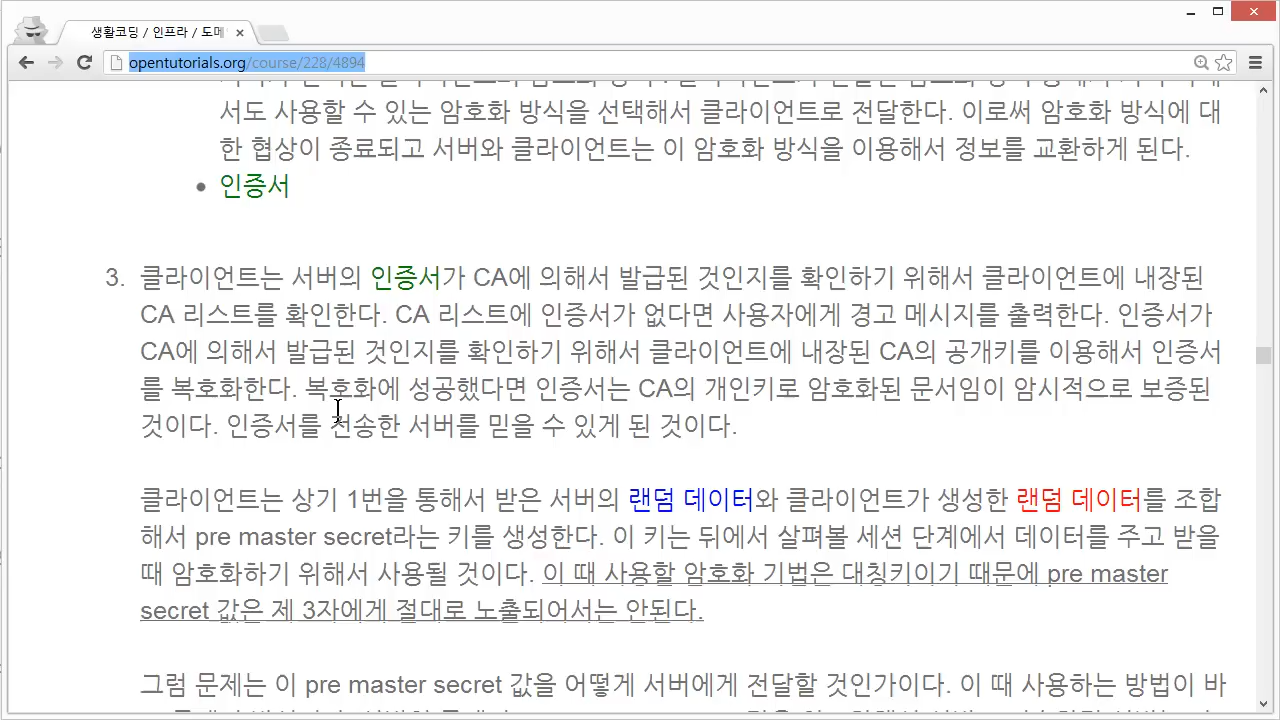 생활코딩 / 인프라 / 도메
opentutorials.org/course/228/4894
서도 사용할 수 있는 암호화 방식을 선택해서 클라이언트로 전달한다. 이로써 암호화 방식에 대
한 협상이 종료되고 서버와 클라이언트는 이 암호화 방식을 이용해서 정보를 교환하게 된다.
• 인증서
3. 클라이언트는 서버의 인증서가 CA에 의해서 발급된 것인지를 확인하기 위해서 클라이언트에 내장된
CA 리스트를 확인한다. CA 리스트에 인증서가 없다면 사용자에게 경고 메시지를 출력한다. 인증서가
CA에 의해서 발급된 것인지를 확인하기 위해서 클라이언트에 내장된 CA의 공개키를 이용해서 인증서
를 복호화한다. 복호화에 성공했다면 인증서는 CA의 개인키로 암호화된 문서임이 암시적으로 보증된
것이다. 인증서를 전송한 서버를 믿을 수 있게 된 것이다.
클라이언트는 상기 1번을 통해서 받은 서버의 랜덤 데이터와 클라이언트가 생성한 랜덤 데이터를 조합
해서 pre master secret라는 키를 생성한다. 이 키는 뒤에서 살펴볼 세션 단계에서 데이터를 주고 받을
때 암호화하기 위해서 사용될 것이다. 이 때 사용할 암호화 기법은 대칭키이기 때문에 pre master
secret 값은 제 3자에게 절대로 노출되어서는 안된다.
그럼 문제는 이 pre master secret 값을 어떻게 서버에게 전달할 것인가이다. 이 때 사용하는 방법이 바